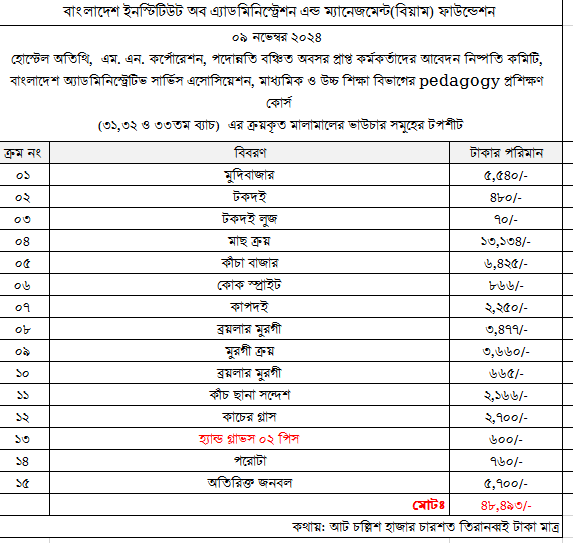 বাংলাদেশ ইনস্টিটিউট অব এ্যাডমিনিস্ট্রেশন এন্ড ম্যানেজমেন্ট(বিয়াম) ফাউন্ডেশন
০৯ নভেম্বর ২০২৪
হোস্টেল অতিথি, এম. এন. কর্পোরেশন, পদোন্নতি বঞ্চিত অবসর প্রাপ্ত কর্মকর্তাদের আবেদন নিষ্পতি কমিটি,
বাংলাদেশ অ্যাডমিনিস্ট্রেটিভ সার্ভিস এসোসিয়েশন, মাধ্যমিক ও উচ্চ শিক্ষা বিভাগের pedagogy প্রশিক্ষণ
কোর্স
(৩১,৩২ ও ৩৩তম ব্যাচ) এর ক্রয়কৃত মালামালের ভাউচার সমূহের টপশীট
ক্রম নং বিবরণ টাকার পরিমান
০১ মুদিবাজার ৫,৫৪০/-
০২ টকদই ৪৮০/-
০৩ টকদই লুজ ৭০/-
০৪ মাছ ক্রয় ১৩,১৩৪/-
০৫ কাঁচা বাজার ৬,৪২৫/-
০৬ কোক স্প্রাইট ৮৬৬/-
০৭ কাপদই ২,২৫০/-
০৮ ব্রয়লার মুরগী ৩,৪৭৭/-
০৯ মুরগী ক্রয় ৩,৬৬০/-
১০ ব্রয়লার মুরগী ৬৬৫/-
১১ কাঁচ ছানা সন্দেশ ২,১৬৬/-
১২ কাচের গ্লাস ২,৭০০/-
১৩ হ্যান্ড গ্লাভস ০২ পিস ৬০০/-
১৪ পরোটা ৭৬০/-
১৫ অতিরিক্ত জনবল ৫,৭০০/-
মোটঃ ৪৮,৪৯৩/-
কথায়: আট চল্লিশ হাজার চারশত তিরানব্বই টাকা মাত্র